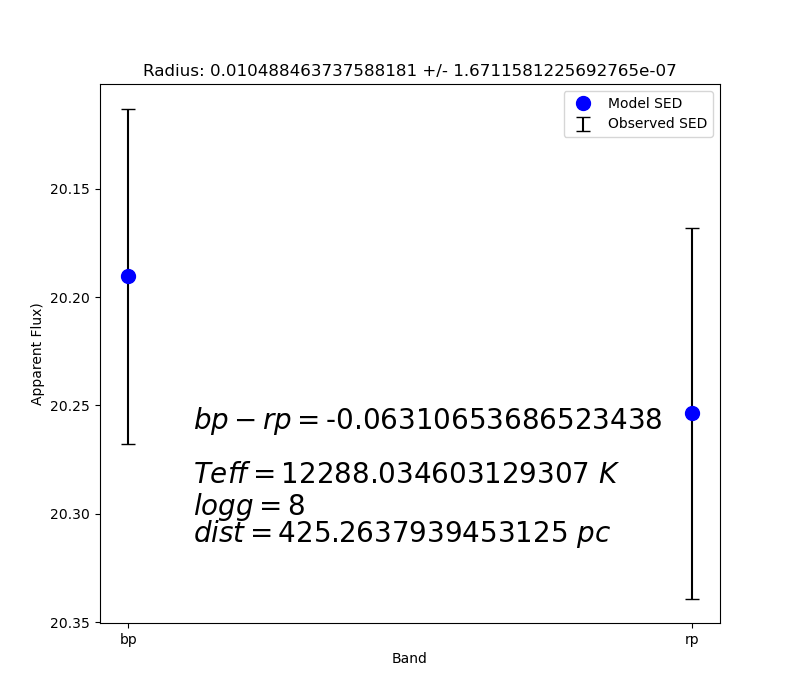 Radius: 0.010488463737588181 +/- 1.6711581225692765e-07
Model SED
Observed SED
20.15
20.20
20.25
20.30
20.35
Apparent Flux)
bp − rp = -0.06310653686523438
Teff = 12288.034603129307 K
logg = 8
dist = 425.2637939453125 pc
bp
rp
Band